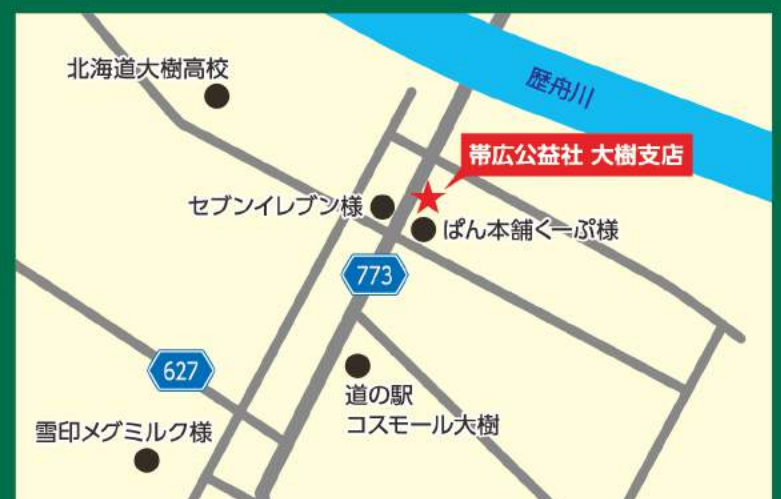 北海道大樹高校
歴舟川
帯広公益社 大樹支店
セブンイレブン様
ぱん本舗くーぷ様
773
627
道の駅
コスモール大樹
雪印メグミルク様